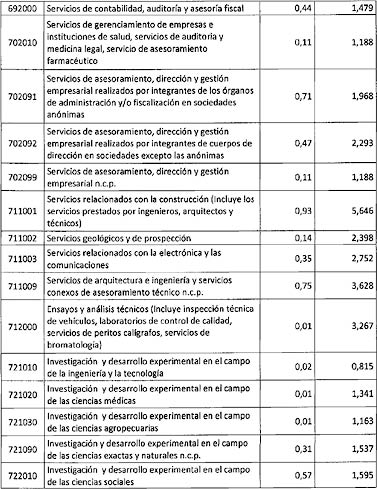 692000 Servicios de contabilidad, auditoría y asesoría fiscal 0,44 1,479
702010 Servicios de gerenciamiento de empresas e
instituciones de salud, servicios de auditoría y
medicina legal, servicio de asesoramiento
farmacéutico 0,11 1,188
702091 Servicios de asesoramiento, dirección y gestión
empresarial realizados por integrantes de los órganos
de administración y/o fiscalización en sociedades
anónimas 0,71 1,968
702092 Servicios de asesoramiento, dirección y gestión
empresarial realizados por integrantes de cuerpos de
dirección en sociedades excepto las anónimas 0,47 2,293
702099 Servicios de asesoramiento, dirección y gestión
empresarial n.c.p. 0,11 1,188
711001 Servicios relacionados con la construcción (Incluye los
servicios prestados por ingenieros, arquitectos y
técnicos) 0,93 5,646
711002 Servicios geológicos y de prospección 0,14 2,398
711003 Servicios relacionados con la electrónica y las
comunicaciones 0,35 2,752
711009 Servicios de arquitectura e ingeniería y servicios
conexos de asesoramiento técnico n.c.p. 0,75 3,628
712000 Ensayos y análisis técnicos (Incluye inspección técnica
de vehículos, laboratorios de control de calidad,
servicios de peritos calígrafos, servicios de
bromatología) 0,01 3,267
721010 Investigación y desarrollo experimental en el campo
de la ingeniería y la tecnología 0,02 0,815
721020 Investigación y desarrollo experimental en el campo
de las ciencias médicas 0,01 1,341
721030 Investigación y desarrollo experimental en el campo
de las ciencias agropecuarias 0,01 1,163
721090 Investigación y desarrollo experimental en el campo
de las ciencias exactas y naturales n.c.p. 0,31 1,537
722010 Investigación y desarrollo experimental en el campo
de las ciencias sociales 0,57 1,595